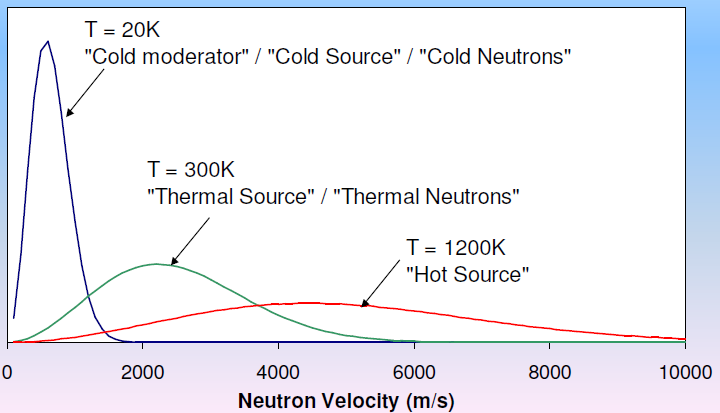 T = 20K
"Cold moderator" / "Cold Source" / "Cold Neutrons"
T = 300K
"Thermal Source" / "Thermal Neutrons"
T = 1200K
"Hot Source"
0 2000 4000 6000 8000 10000
Neutron Velocity (m/s)